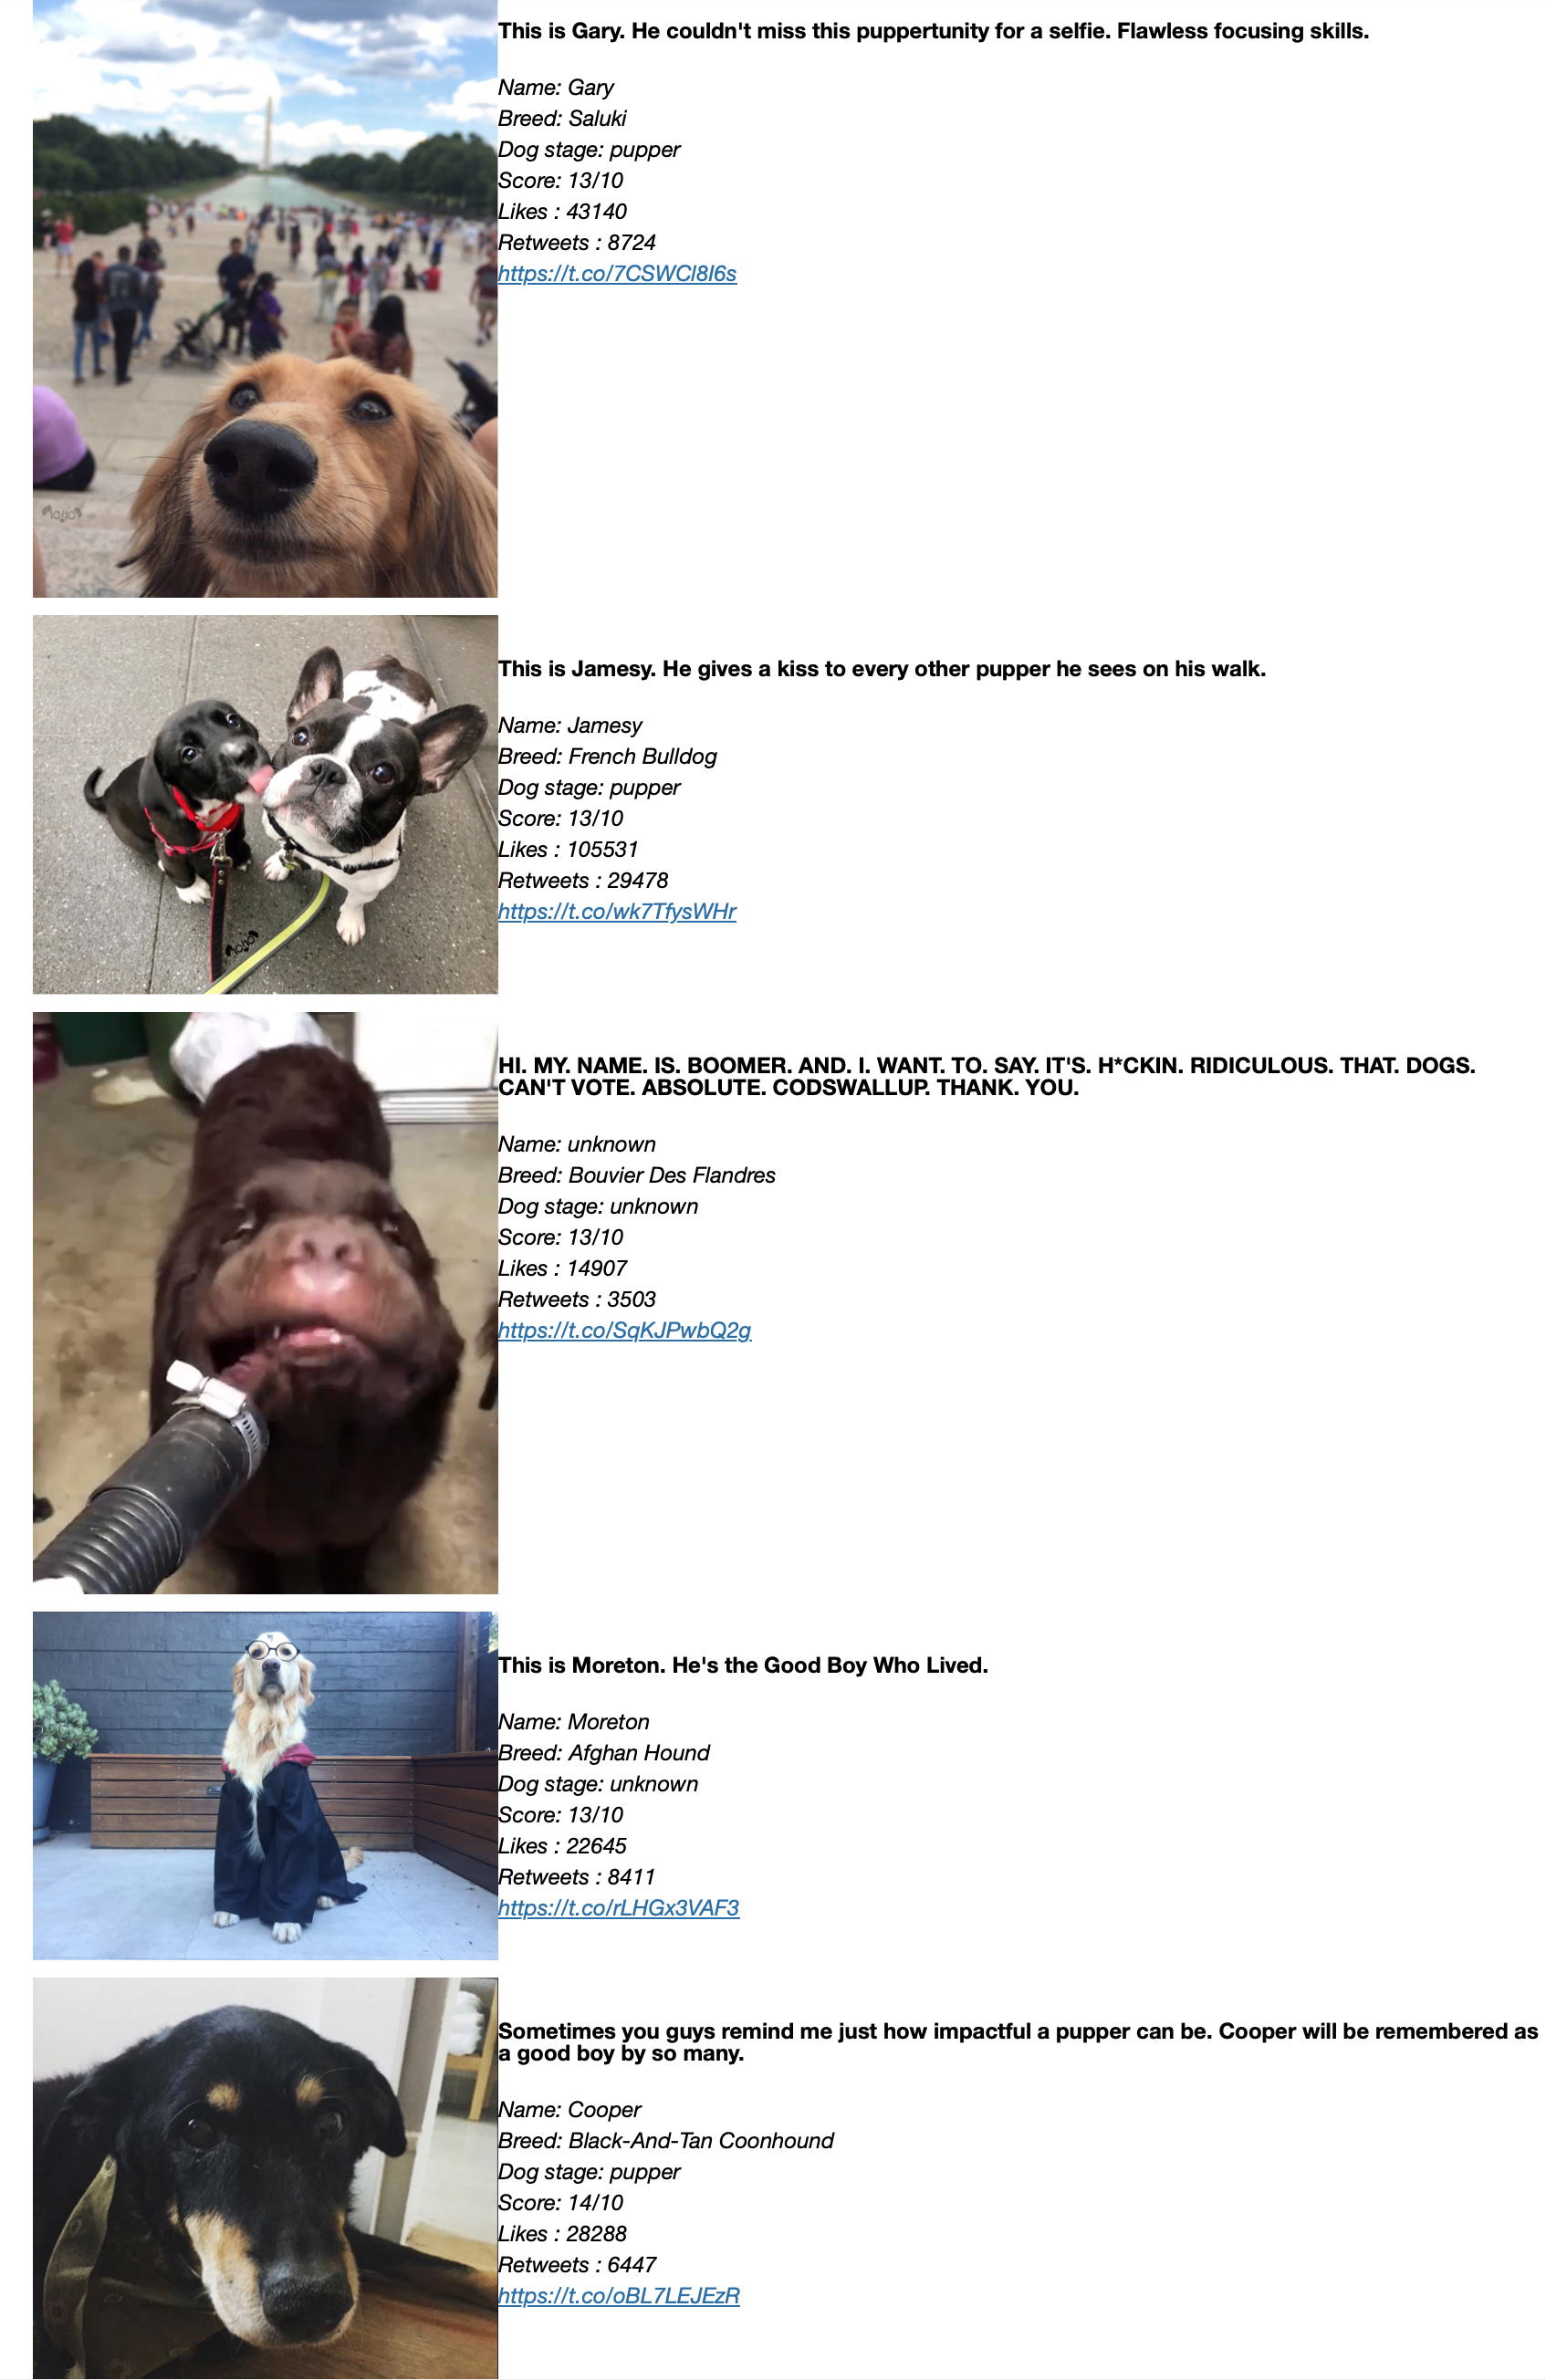 This is Gary. He couldn't miss this puppertunity for a selfie. Flawless focusing skills.
Name: Gary
Breed: Saluki
Dog stage: pupper
Score: 13/10
Likes : 43140
Retweets : 8724
https://t.co/7CSWCl8I6s
This is Jamesy. He gives a kiss to every other pupper he sees on his walk.
Name: Jamesy
Breed: French Bulldog
Dog stage: pupper
Score: 13/10
Likes : 105531
Retweets : 29478
https://t.co/wk7TfysWHr
HI. MY. NAME. IS. BOOMER. AND. I. WANT. TO. SAY. IT'S. H*CKIN. RIDICULOUS. THAT. DOGS.
CAN'T VOTE. ABSOLUTE. CODSWALLUP. THANK. YOU.
Name: unknown
Breed: Bouvier Des Flandres
Dog stage: unknown
Score: 13/10
Likes : 14907
Retweets : 3503
https://t.co/SqKJPwbQ2g
This is Moreton. He's the Good Boy Who Lived.
Name: Moreton
Breed: Afghan Hound
Dog stage: unknown
Score: 13/10
Likes : 22645
Retweets : 8411
https://t.co/rLHGx3VAF3
Sometimes you guys remind me just how impactful a pupper can be. Cooper will be remembered as
a good boy by so many.
Name: Cooper
Breed: Black-And-Tan Coonhound
Dog stage: pupper
Score: 14/10
Likes : 28288
Retweets : 6447
https://t.co/oBL7LEJEzR